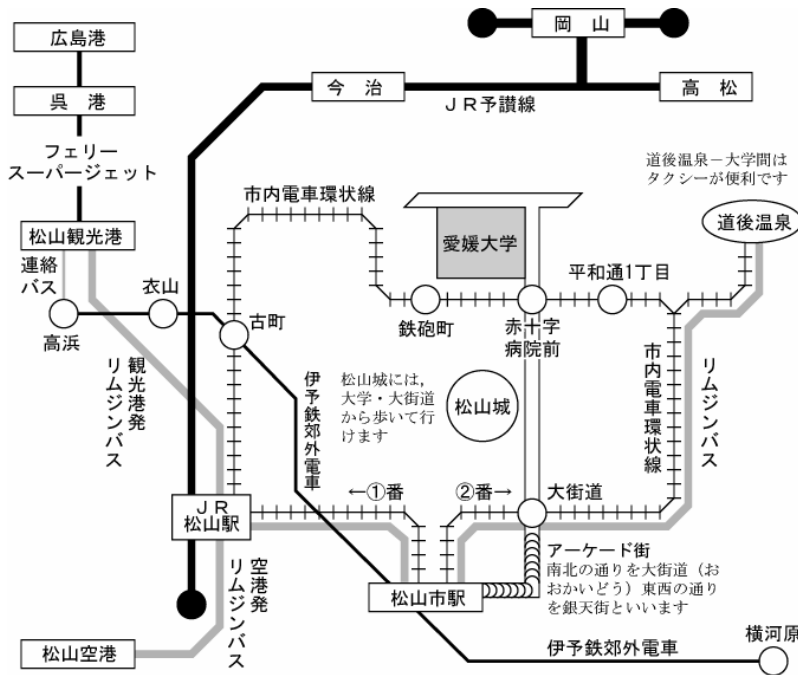 広島港
呉 港
フェリー
スーパージェット
松山観光港
連絡
バス
高浜
衣山
古町
観光港発
リムジンバス
岡 山
今 治
高 松
JR予讃線
道後温泉－大学間は
タクシーが便利です
道後温泉
市内電車環状線
愛媛大学
平和通1丁目
鉄砲町
赤十字
病院前
市内電車環状線
リムジンバス
伊予鉄郊外電車
松山城には，
大学・大街道
から歩いて行
けます
松山城
←①番
②番→
大街道
JR
松山駅
空港発
リムジンバス
松山空港
松山市駅
アーケード街
南北の通りを大街道（お
おかいどう）東西の通り
を銀天街といいます
伊予鉄郊外電車
横河原